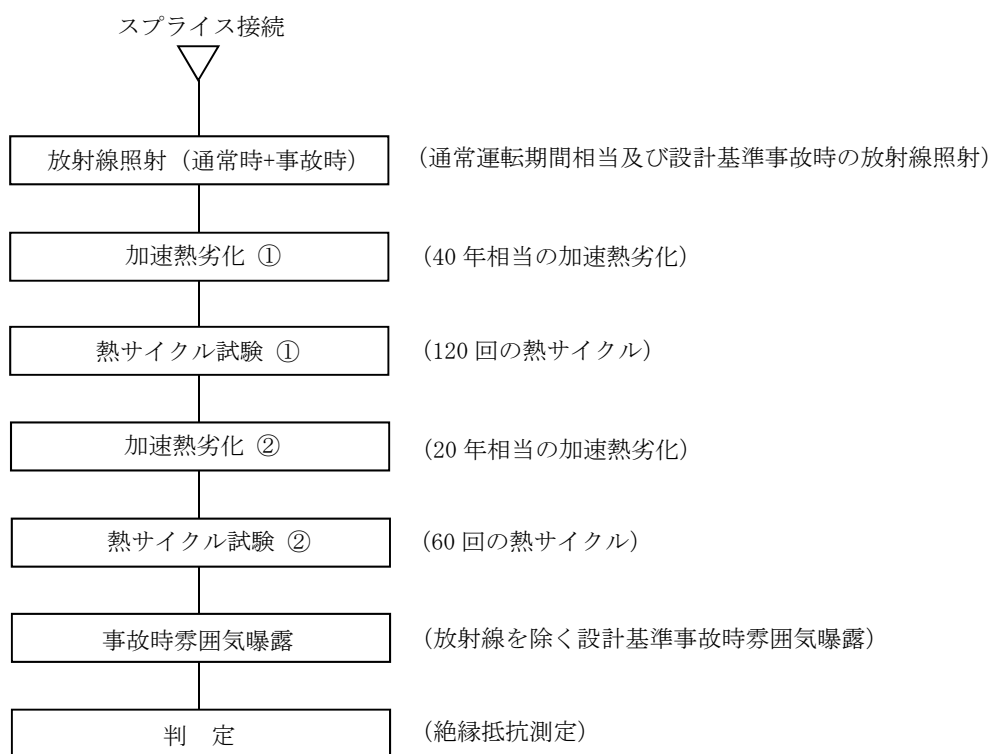 スプライス接続
放射線照射（通常時+事故時） （通常運転期間相当及び設計基準事故時の放射線照射）
加速熱劣化 ① （40 年相当の加速熱劣化）
熱サイクル試験 ① （120 回の熱サイクル）
加速熱劣化 ② （20 年相当の加速熱劣化）
熱サイクル試験 ② （60 回の熱サイクル）
事故時雰囲気曝露 （放射線を除く設計基準事故時雰囲気曝露）
判　定 （絶縁抵抗測定）